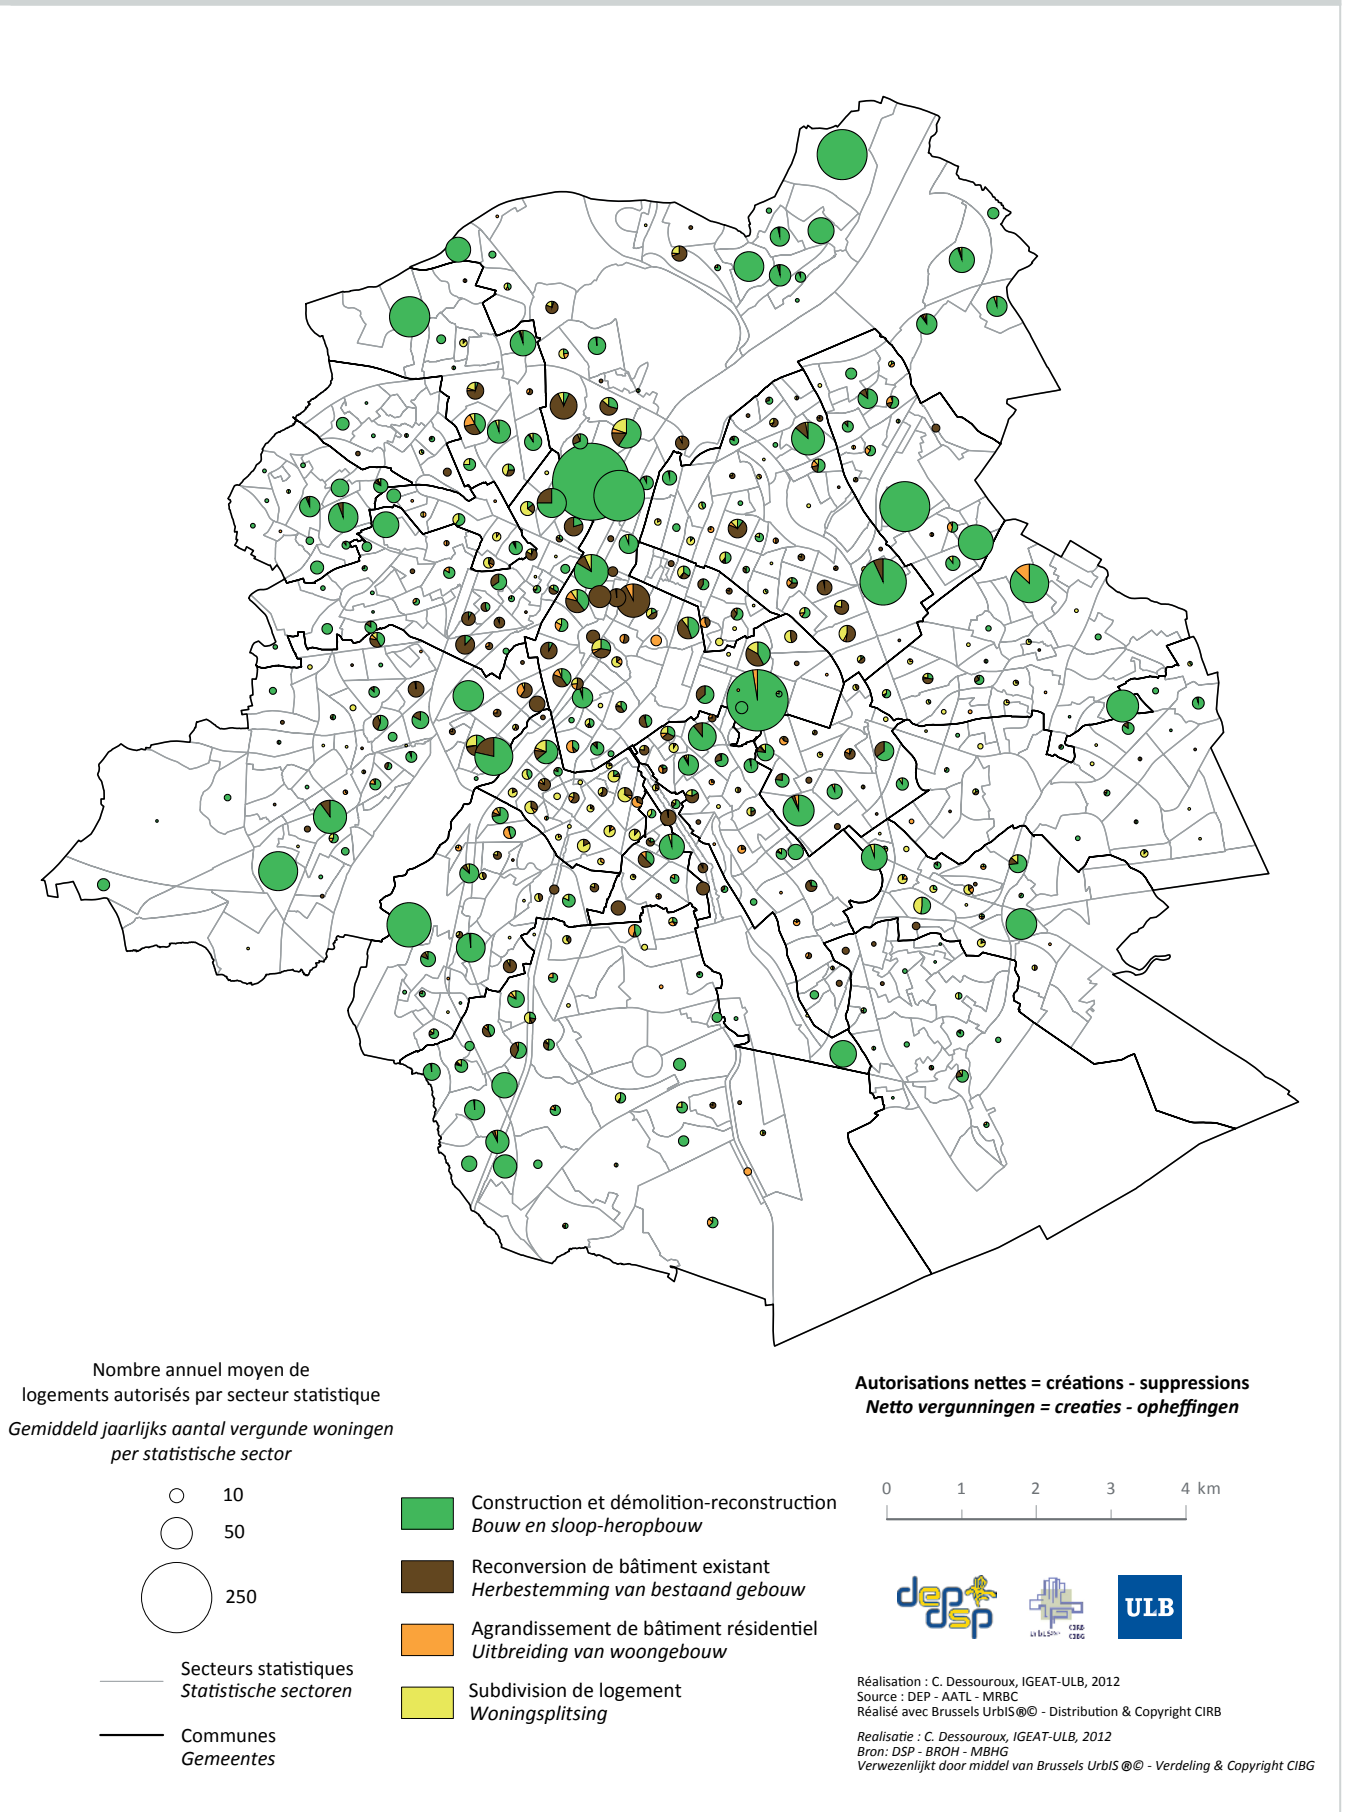 Nombre annuel moyen de
logements autorisés par secteur statistique
Gemiddeld jaarlijks aantal vergunde woningen
per statistische sector
10
50
250
Secteurs statistiques
Statistische sectoren
Communes
Gemeentes
Construction et démolition-reconstruction
Bouw en sloop-heropbouw
Reconversion de bâtiment existant
Herbestemming van bestaand gebouw
Agrandissement de bâtiment résidentiel
Uitbreiding van woongebouw
Subdivision de logement
Woningsplitsing
Autorisations nettes = créations - suppressions
Netto vergunningen = creaties - opheffingen
0 1 2 3 4 km
dep
dsp
CIRB
CIBG
ULB
Réalisation : C. Dessouroux, IGEAT-ULB, 2012
Source : DEP - AATL - MRBC
Réalisé avec Brussels UrbIS®© - Distribution & Copyright CIRB
Realisatie : C. Dessouroux, IGEAT-ULB, 2012
Bron: DSP - BROH - MBHG
Verwezenlijkt door middel van Brussels UrbIS ®© - Verdeling & Copyright CIBG